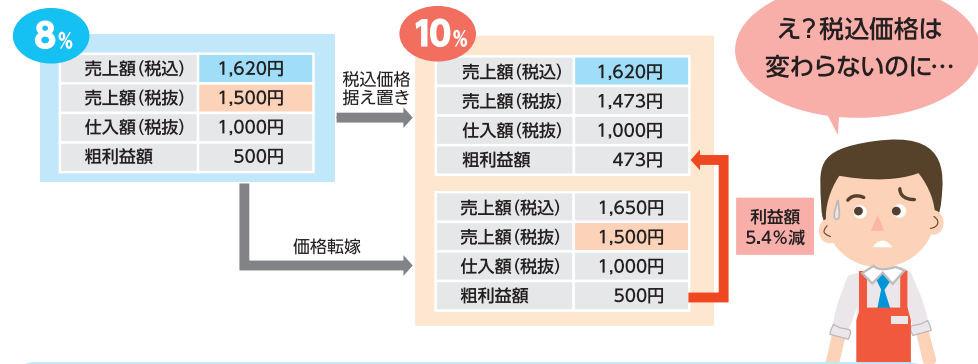 8%
売上額(税込) 1,620円
売上額(税抜) 1,500円
仕入額(税抜) 1,000円
粗利益額 500円
税込価格
据え置き
価格転嫁
10%
売上額(税込) 1,620円
売上額(税抜) 1,473円
仕入額(税抜) 1,000円
粗利益額 473円
売上額(税込) 1,650円
売上額(税抜) 1,500円
仕入額(税抜) 1,000円
粗利益額 500円
利益額
5.4%減
え?税込価格は
変わらないのに…